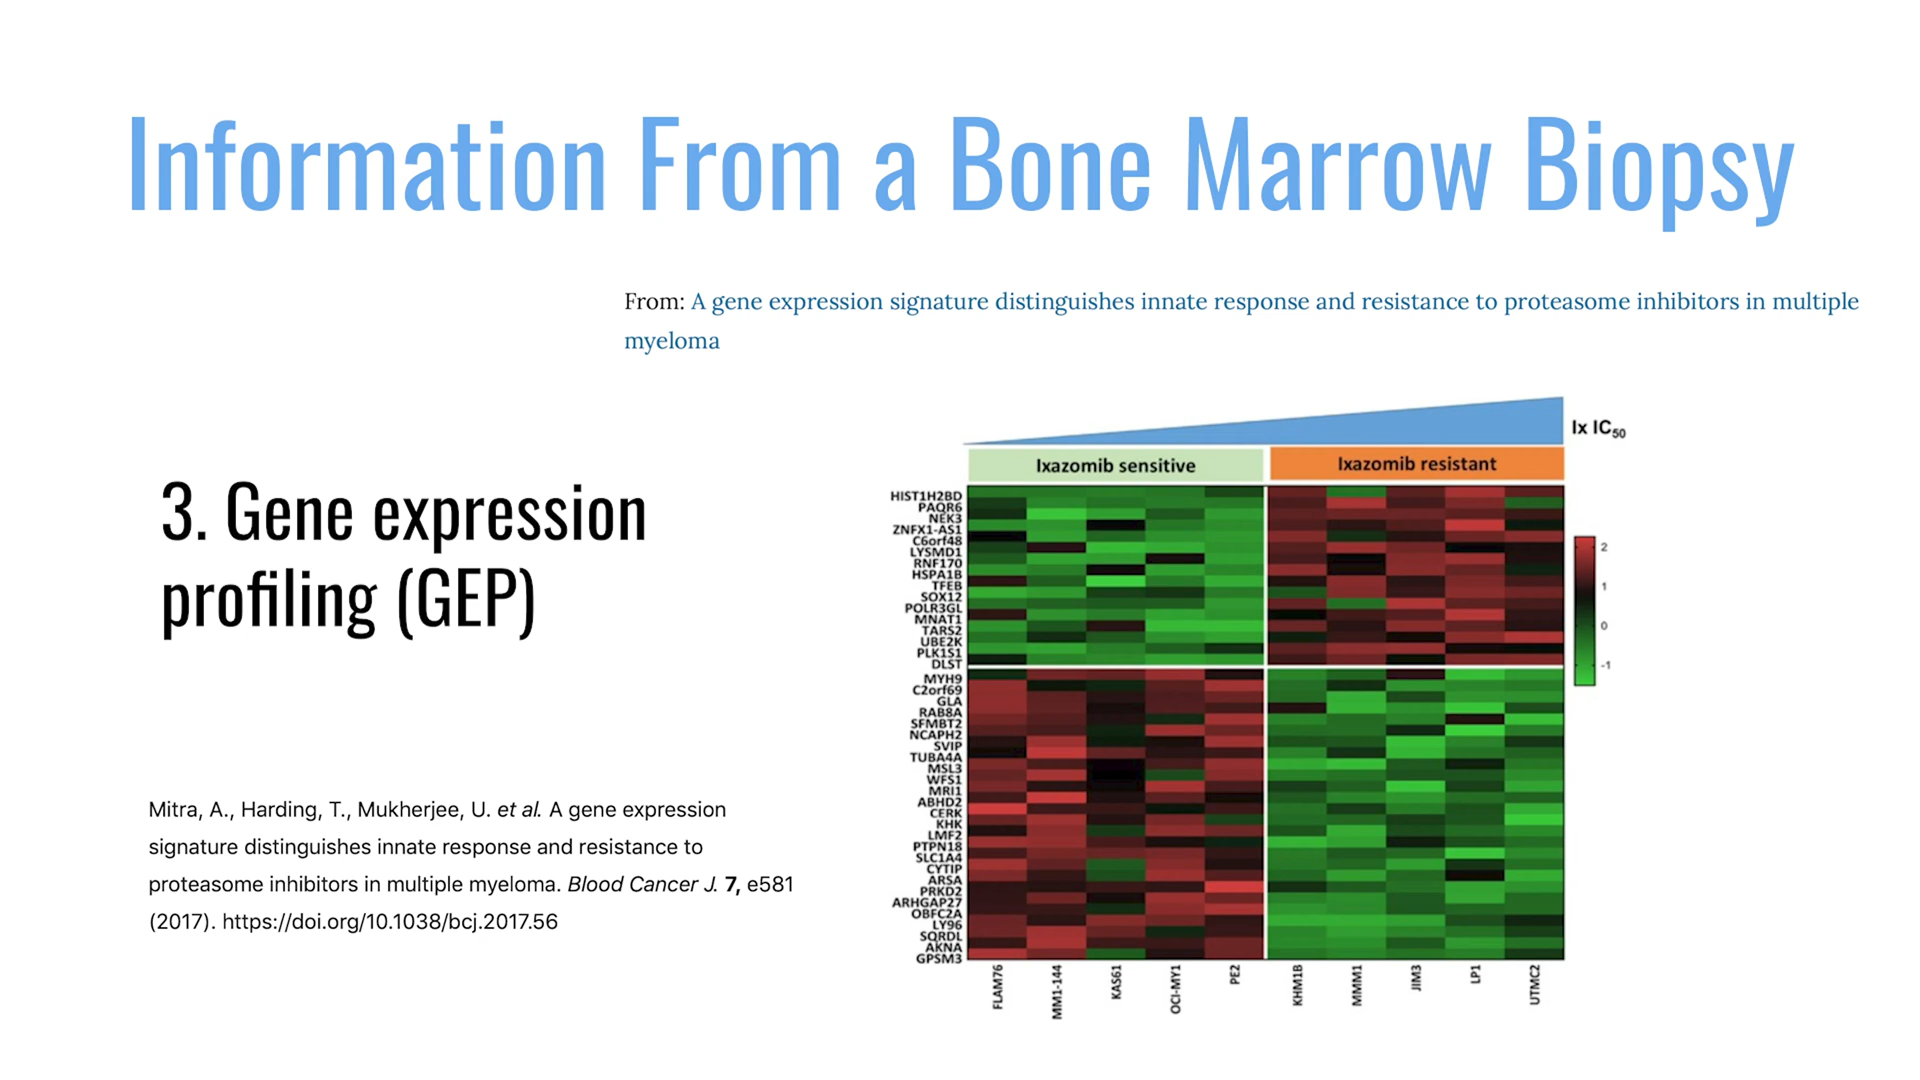 Information From a Bone Marrow Biopsy
From: A gene expression signature distinguishes innate response and resistance to proteasome inhibitors in multiple
myeloma
3. Gene expression
profiling (GEP)
Mitra, A., Harding, T., Mukherjee, U. et al. A gene expression
signature distinguishes innate response and resistance to
proteasome inhibitors in multiple myeloma. Blood Cancer J. 7, e581
(2017). https://doi.org/10.1038/bcj.2017.56
Ix IC50
Ixazomib sensitive
Ixazomib resistant
HIST1H2BD
PAQR6
NEK3
ZNFX1-AS1
C6orf48
LYSMD1
RNF170
HSPA1B
TFEB
SOX12
POLR3GL
MNAT1
TARS2
UBE2K
PLK1S1
DLST
MYH9
C2orf69
GLA
RAB8A
SFMBT2
NCAPH2
SVIP
TUBA4A
MSL3
WFS1
MRI1
ABHD2
CERK
KHK
LMF2
PTPN18
SLC1A4
CYTIP
ARSA
PRKD2
ARHGAP27
OBFC2A
LY96
SQRDL
AKNA
GPSM3
2
1
0
-1
FLAM76
MM1-144
KAS61
OCI-MY1
PE2
KHM1B
MMM1
JIM3
LP1
UTMC2